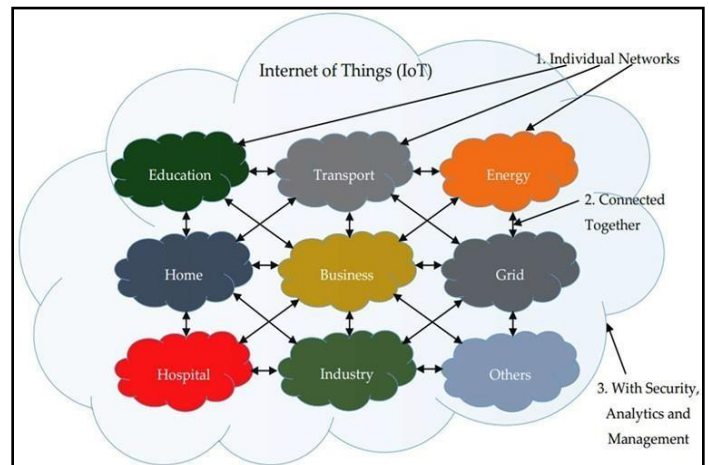 Internet of Things (IoT)
1. Individual Networks
Education
Transport
Energy
2. Connected
Together
Home
Business
Grid
Hospital
Industry
Others
3. With Security,
Analytics and
Management